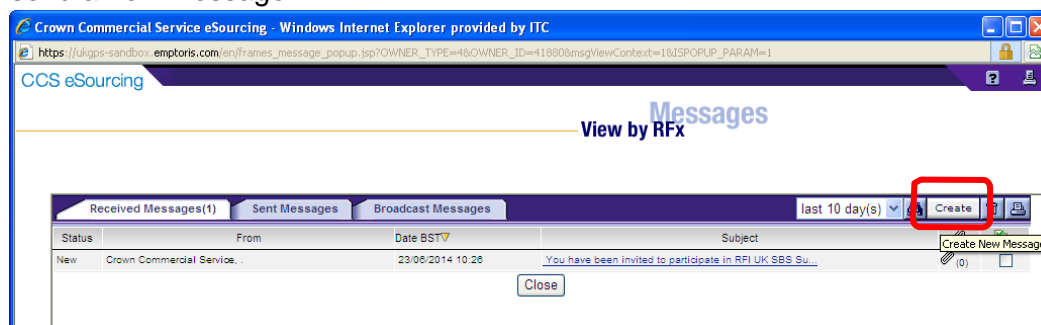 Crown Commercial Service eSourcing - Windows Internet Explorer provided by ITC
https://ukgps-sandbox.emptoris.com/en/frames_message_popup.jsp?OWNER_TYPE=4&OWNER_ID=41880&msgViewContext=1&ISPOPUP_PARAM=1
CCS eSourcing
Messages
View by RFx
Received Messages(1) Sent Messages Broadcast Messages last 10 day(s) Create
Status From Date BST Subject
Create New Message
New Crown Commercial Service, . 23/06/2014 10:26 You have been invited to participate in RFI UK SBS Su... (0)
Close